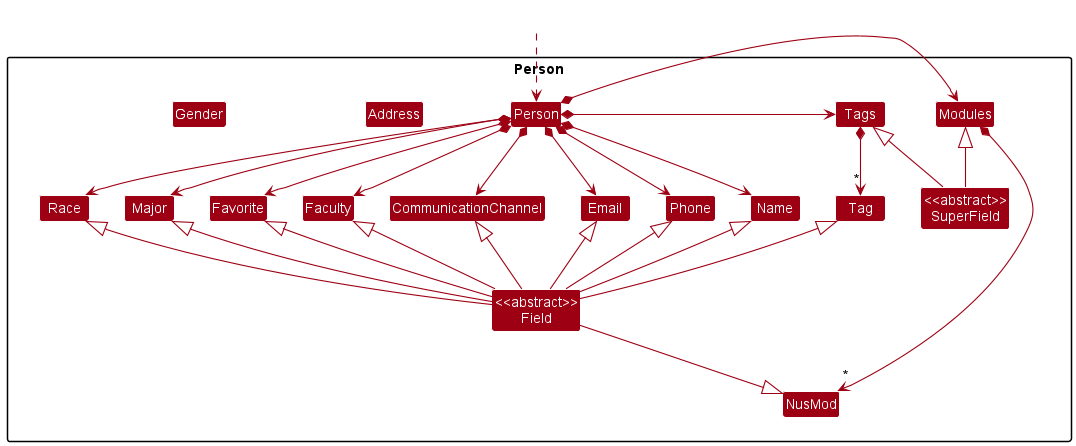 Person
Gender
Address
Person
Tags
Modules
*
Race
Major
Favorite
Faculty
CommunicationChannel
Email
Phone
Name
Tag
<<abstract>>
SuperField
<<abstract>>
Field
*
NusMod